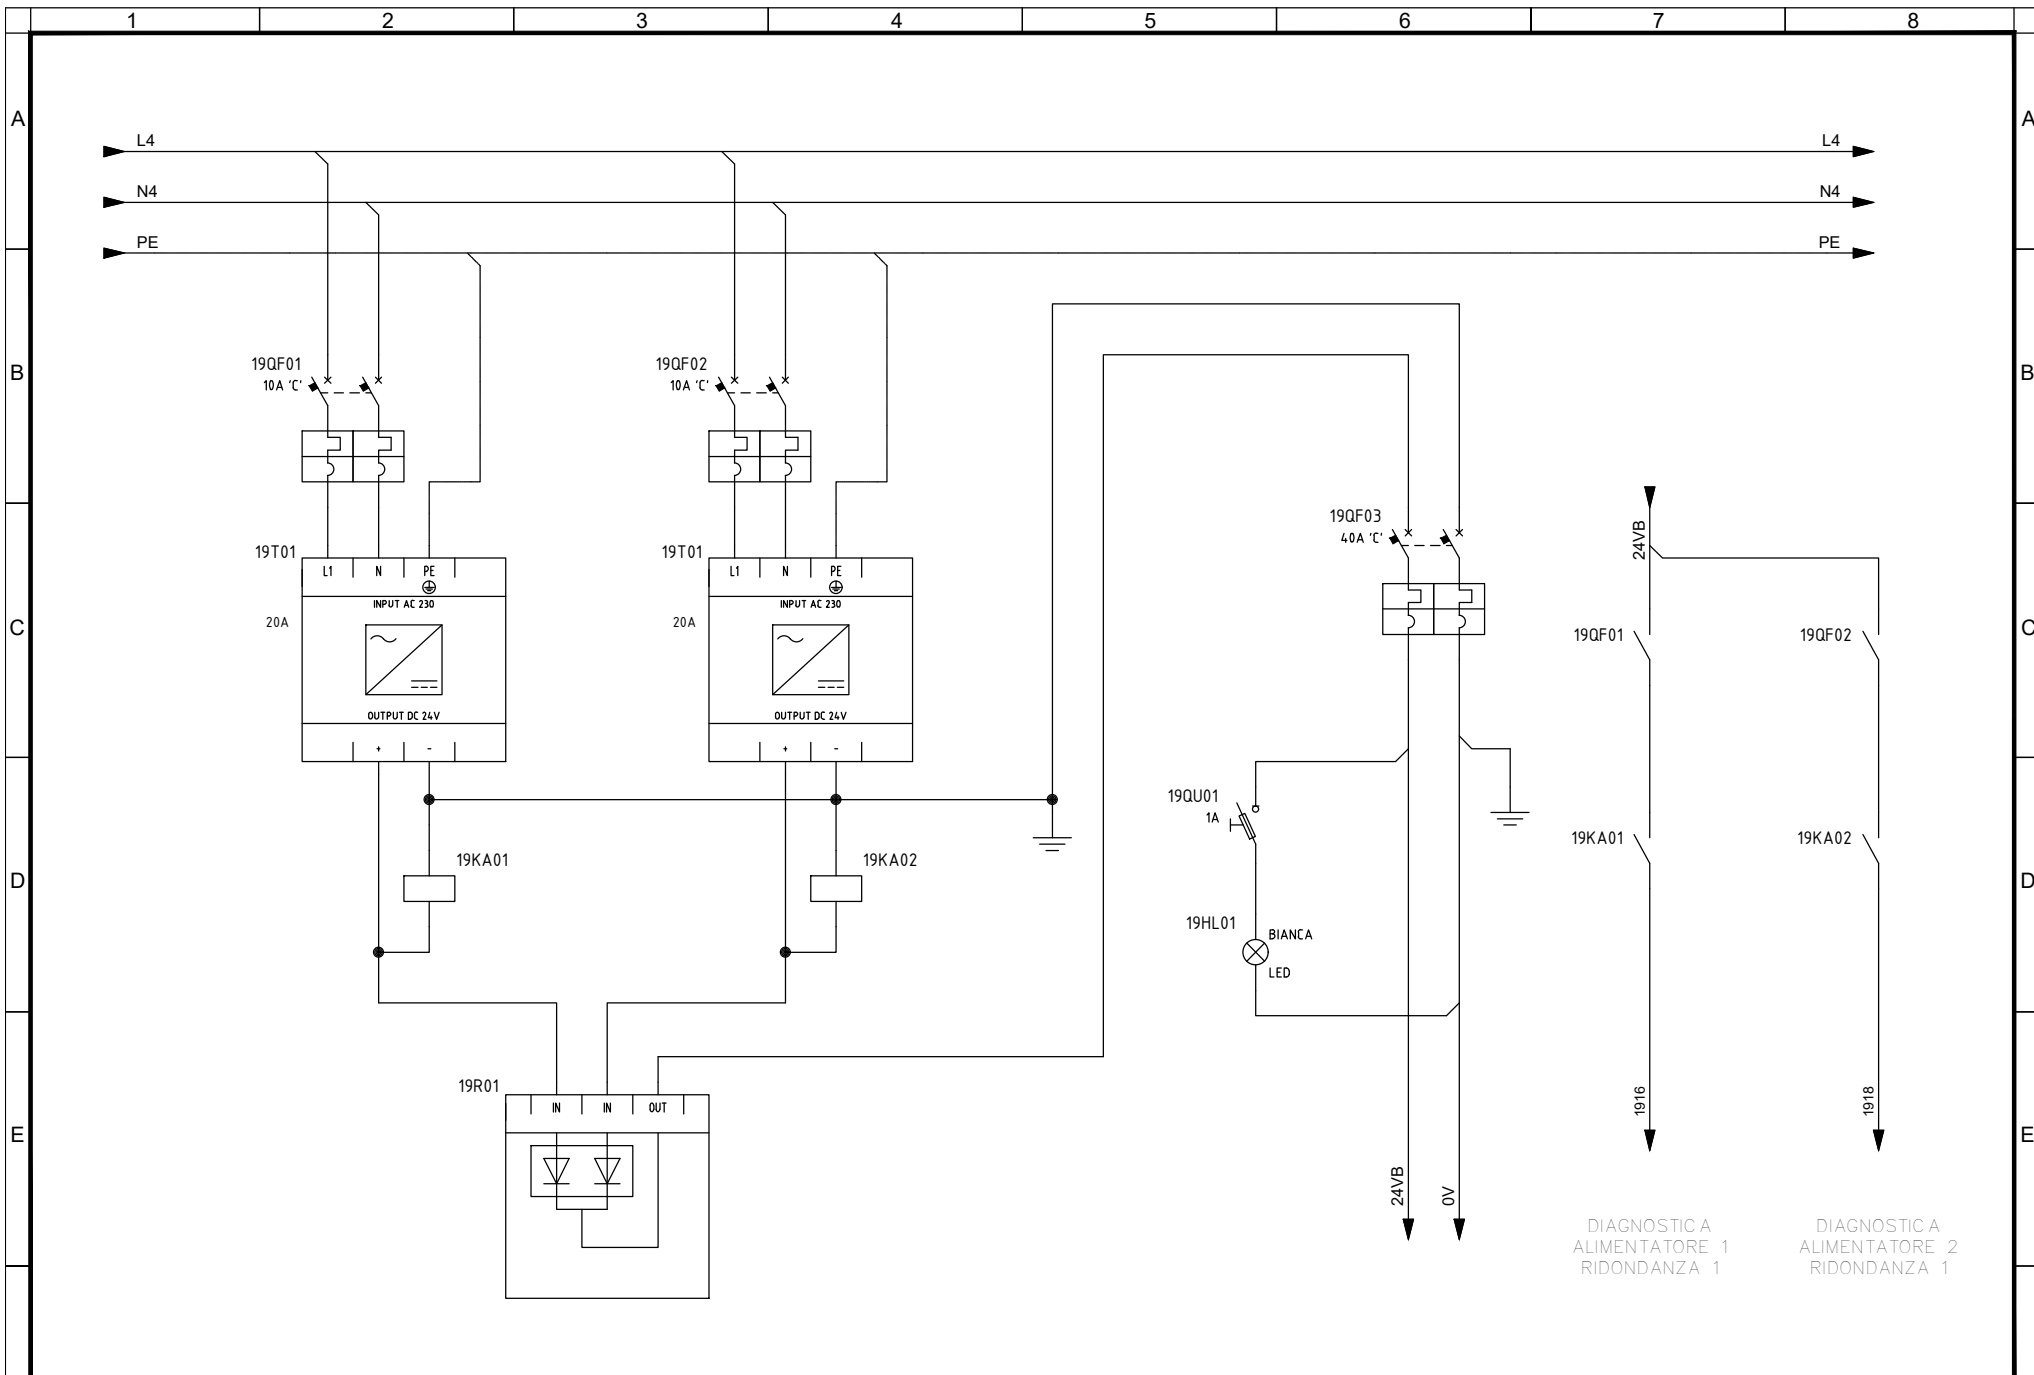 1 2 3 4 5 6 7 8
A A
L4 L4
N4 N4
PE PE
B B
19QF01 19QF02
10A 'C' 10A 'C'
19QF03
40A 'C'
24VB
19T01 19T01
L1 N PE L1 N PE
INPUT AC 230 INPUT AC 230
20A 20A
C C
19QF01 19QF02
OUTPUT DC 24V OUTPUT DC 24V
+ - + -
19QU01
1A
19KA01 19KA02
19KA01 19KA02
D D
19HL01
BIANCA
LED
19R01
IN IN OUT
1916 1918
E E
24VB 0V
DIAGNOSTICA
ALIMENTATORE 1
RIDONDANZA 1
DIAGNOSTICA
ALIMENTATORE 2
RIDONDANZA 1